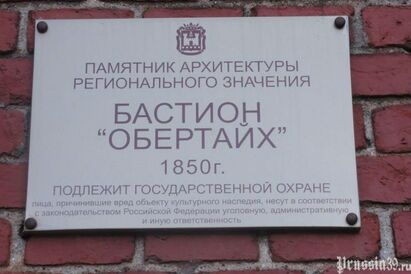 ПАМЯТНИК АРХИТЕКТУРЫ
РЕГИОНАЛЬНОГО ЗНАЧЕНИЯ
БАСТИОН
"ОБЕРТАЙХ"
1850г.
ПОДЛЕЖИТ ГОСУДАРСТВЕННОЙ ОХРАНЕ
лица, причинившие вред объекту культурного наследия, несут в соответствии
с законодательством Российской Федерации уголовную, административную
и иную ответственность
Prussia39.ru